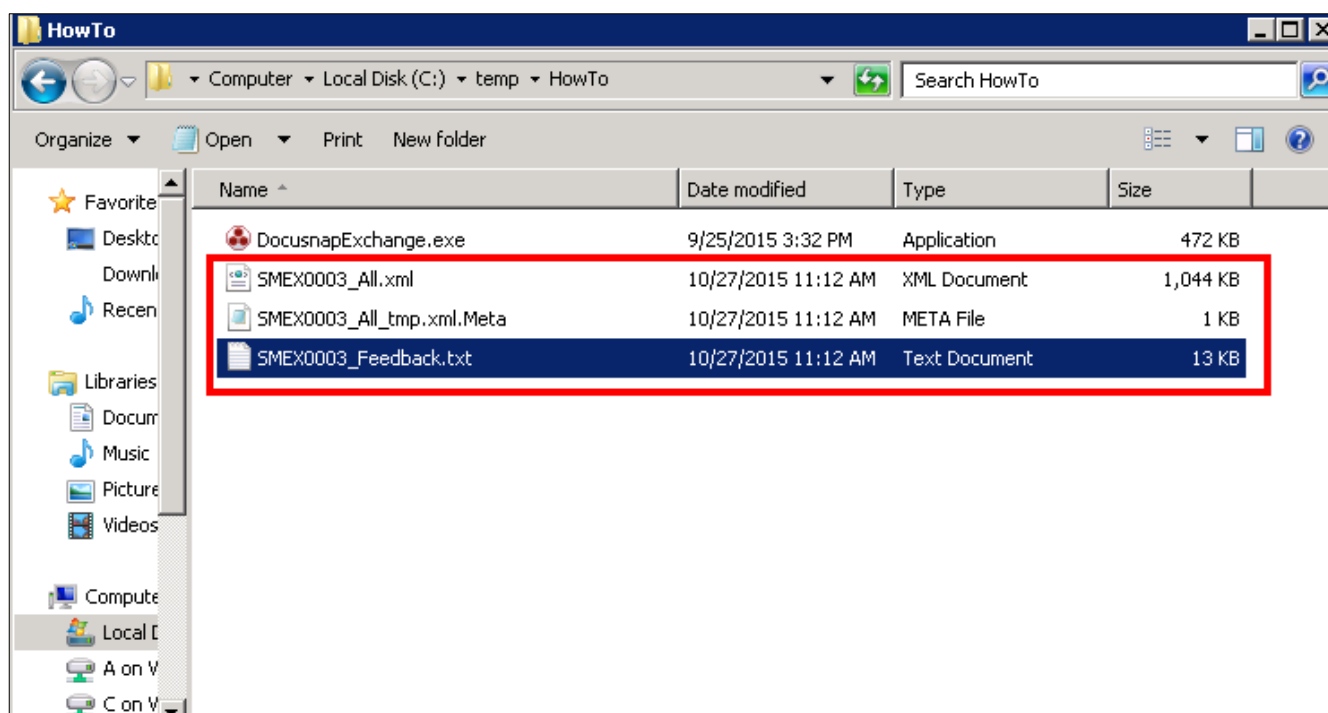 HowTo
Computer Local Disk (C:) temp HowTo Search HowTo
Organize Open Print New folder
Name Date modified Type Size
Favorite
Deskto
Downl
Recen
Libraries
Docum
Music
Picture
Videos
Compute
Local D
A on V
C on V
DocusnapExchange.exe 9/25/2015 3:32 PM Application 472 KB
SMEX0003_All.xml 10/27/2015 11:12 AM XML Document 1,044 KB
SMEX0003_All_tmp.xml.Meta 10/27/2015 11:12 AM META File 1 KB
SMEX0003_Feedback.txt 10/27/2015 11:12 AM Text Document 13 KB